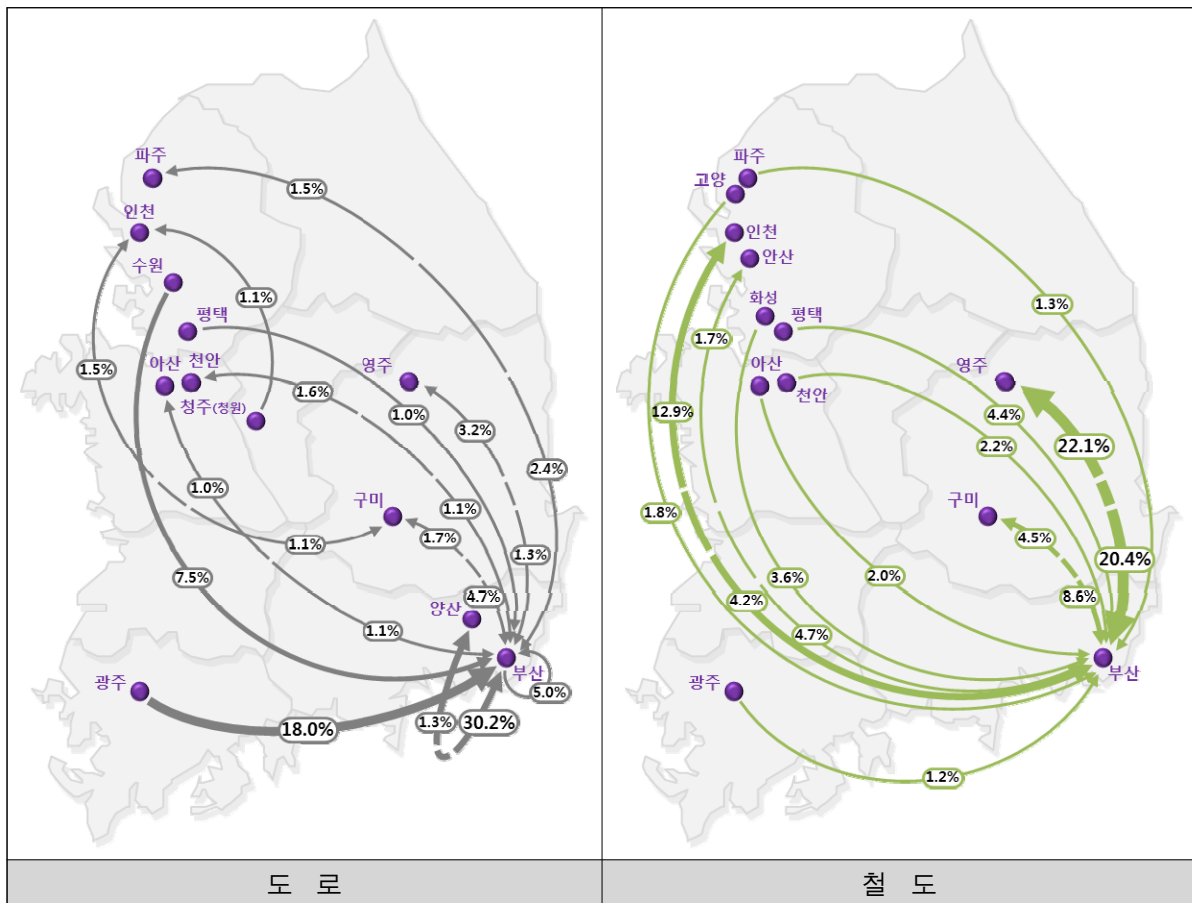 파주
1.5%
인천
수원
1.1%
평택
1.5%
아산
천안
영주
1.6%
1.0%
청주(청원)
3.2%
2.4%
1.0%
구미
1.1%
1.1%
1.7%
1.3%
7.5%
4.7%
양산
1.1%
부산
광주
5.0%
18.0%
1.3%
30.2%
도 로
파주
고양
인천
안산
1.3%
화성
평택
1.7%
아산
천안
영주
12.9%
4.4%
2.2%
22.1%
구미
1.8%
4.5%
20.4%
3.6%
2.0%
8.6%
4.2%
4.7%
부산
광주
1.2%
철 도